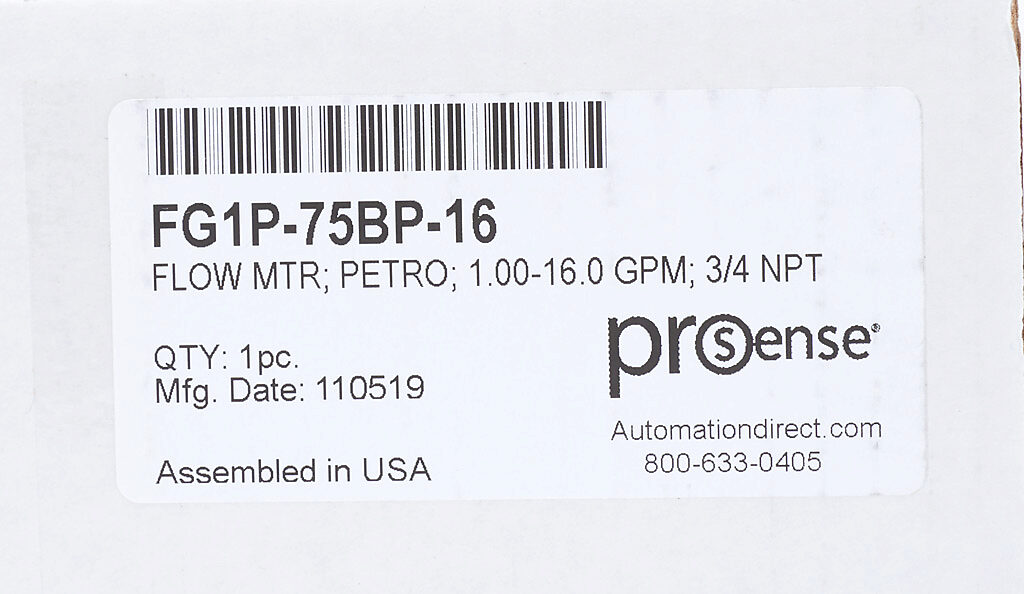 FG1P-75BP-16
FLOW MTR; PETRO; 1.00-16.0 GPM; 3/4 NPT
prosense®
QTY: 1pc.
Mfg. Date: 110519
Automationdirect.com
800-633-0405
Assembled in USA